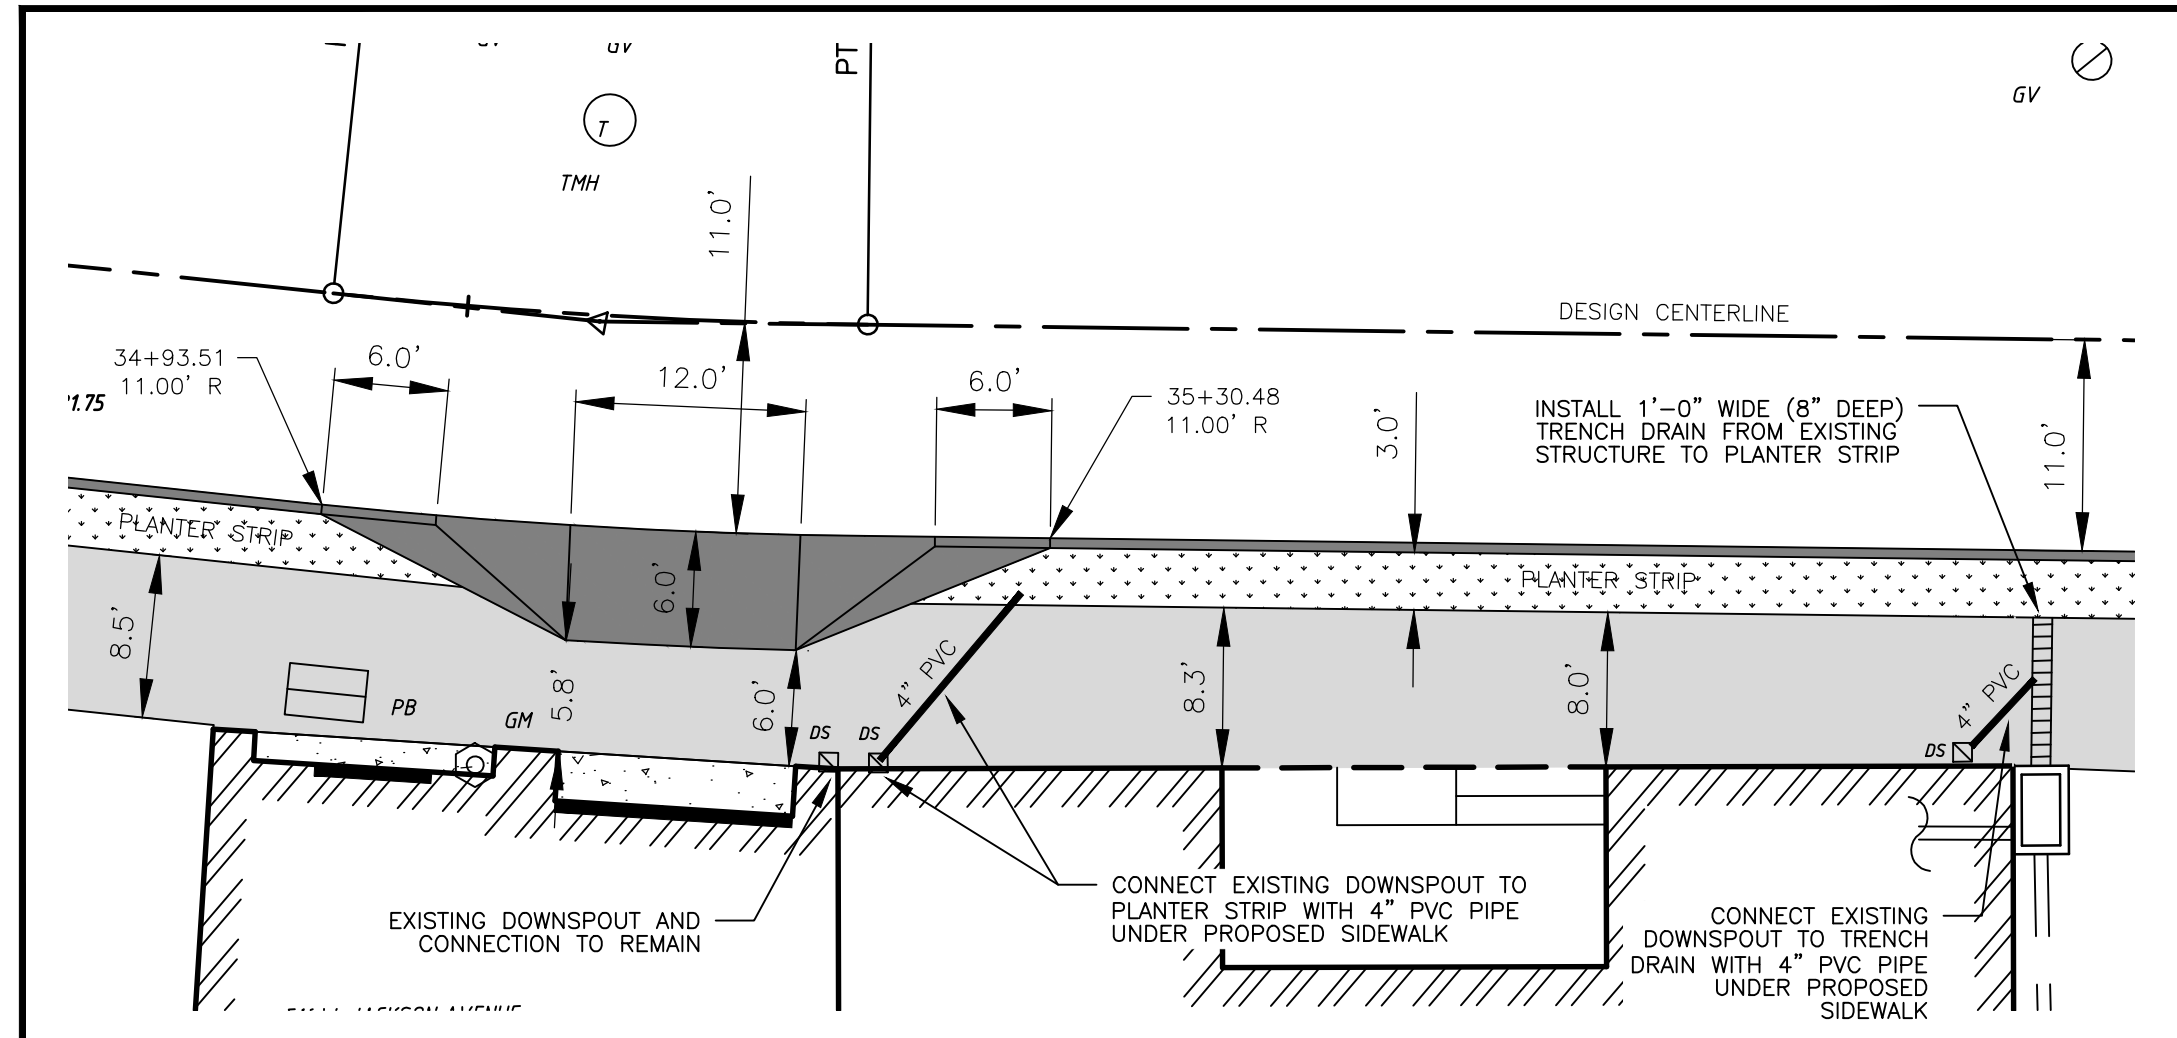 GV
PT
GV
T
TMH
11.0'
DESIGN CENTERLINE
34+93.51
11.00' R
6.0'
12.0'
6.0'
35+30.48
11.00' R
3.0'
INSTALL 1'-0" WIDE (8" DEEP)
TRENCH DRAIN FROM EXISTING
STRUCTURE TO PLANTER STRIP
11.0'
1.75
PLANTER STRIP
6.0'
PLANTER STRIP
8.5'
PB
GM
5.8'
6.0'
DS
DS
4" PVC
8.3'
8.0'
4" PVC
DS
EXISTING DOWNSPOUT AND
CONNECTION TO REMAIN
CONNECT EXISTING DOWNSPOUT TO
PLANTER STRIP WITH 4" PVC PIPE
UNDER PROPOSED SIDEWALK
CONNECT EXISTING
DOWNSPOUT TO TRENCH
DRAIN WITH 4" PVC PIPE
UNDER PROPOSED
SIDEWALK
JACKSON AVENUE